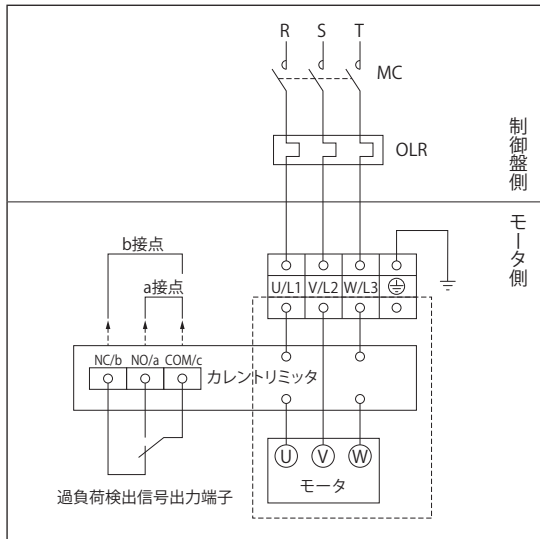 R S T
MC
OLR
制御盤側
モータ側
b接点
a接点
U/L1 V/L2 W/L3
NC/b NO/a COM/c
カレントリミッタ
U V W
モータ
過負荷検出信号出力端子